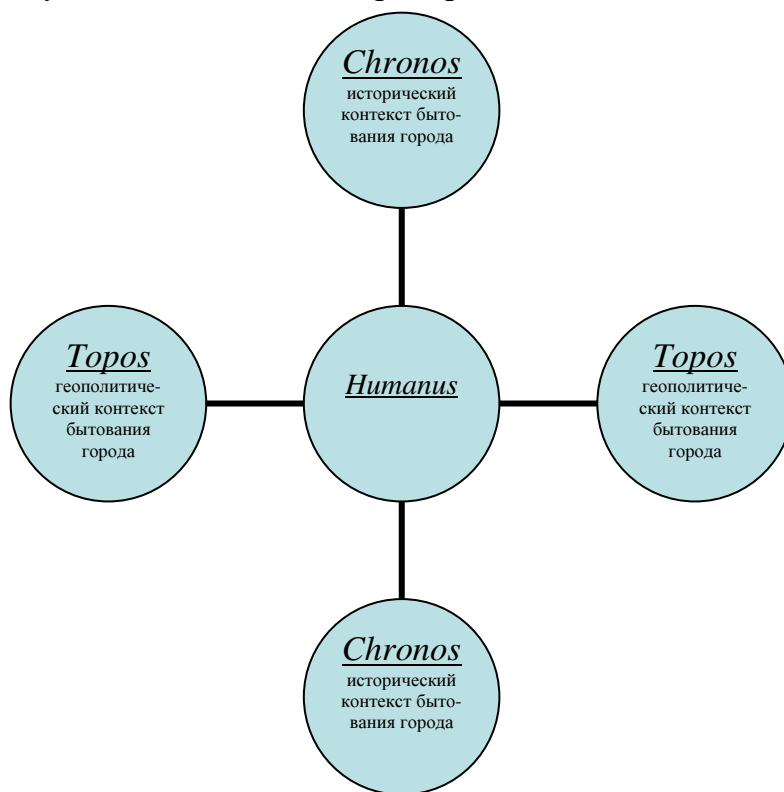 Chronos
исторический
контекст быто-
вания города
Topos
геополитиче-
ский контекст
бытования
города
Humanus
Topos
геополитиче-
ский контекст
бытования
города
Chronos
исторический
контекст быто-
вания города